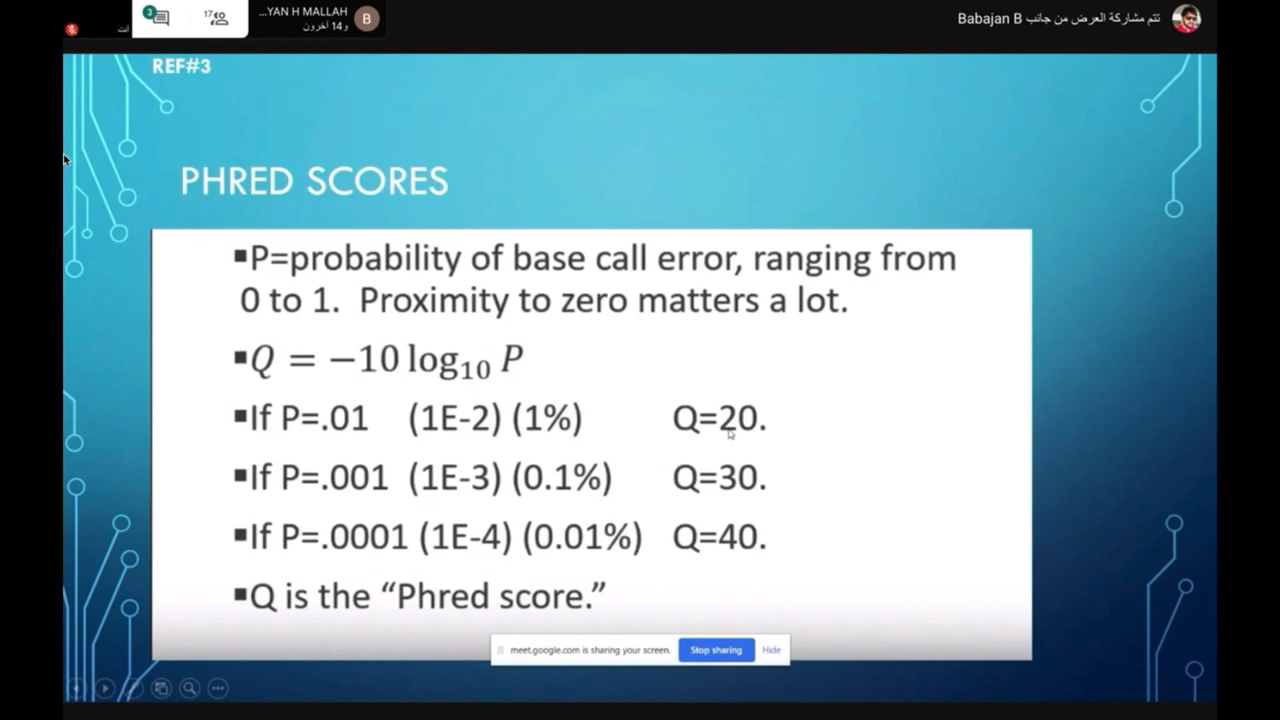 3
17
أنت
...YAN H MALLAH
و14 آخرون
B
تتم مشاركة العرض من جانب Babajan B
REF#3
PHRED SCORES
▪P=probability of base call error, ranging from
0 to 1. Proximity to zero matters a lot.
▪Q = −10 log₁₀ P
▪If P=.01 (1E-2) (1%) Q=20.
▪If P=.001 (1E-3) (0.1%) Q=30.
▪If P=.0001 (1E-4) (0.01%) Q=40.
▪Q is the “Phred score.”
meet.google.com is sharing your screen. Stop sharing Hide